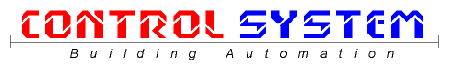 CONTROL SYSTEM
Building Automation